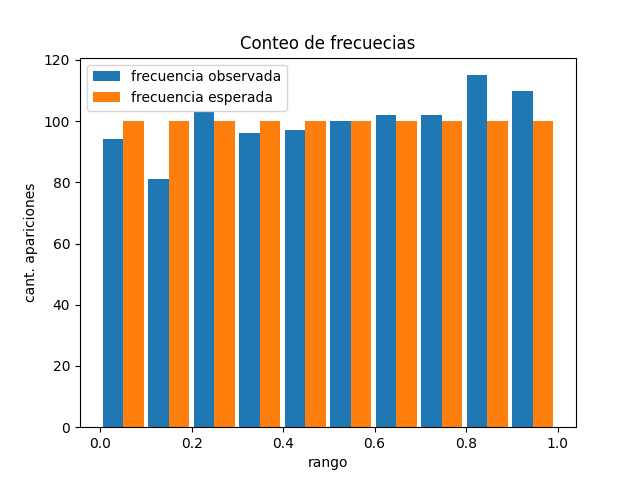 Conteo de frecuecias
frecuencia observada
frecuencia esperada
120
100
80
60
40
20
0
cant. apariciones
0.0 0.2 0.4 0.6 0.8 1.0
rango